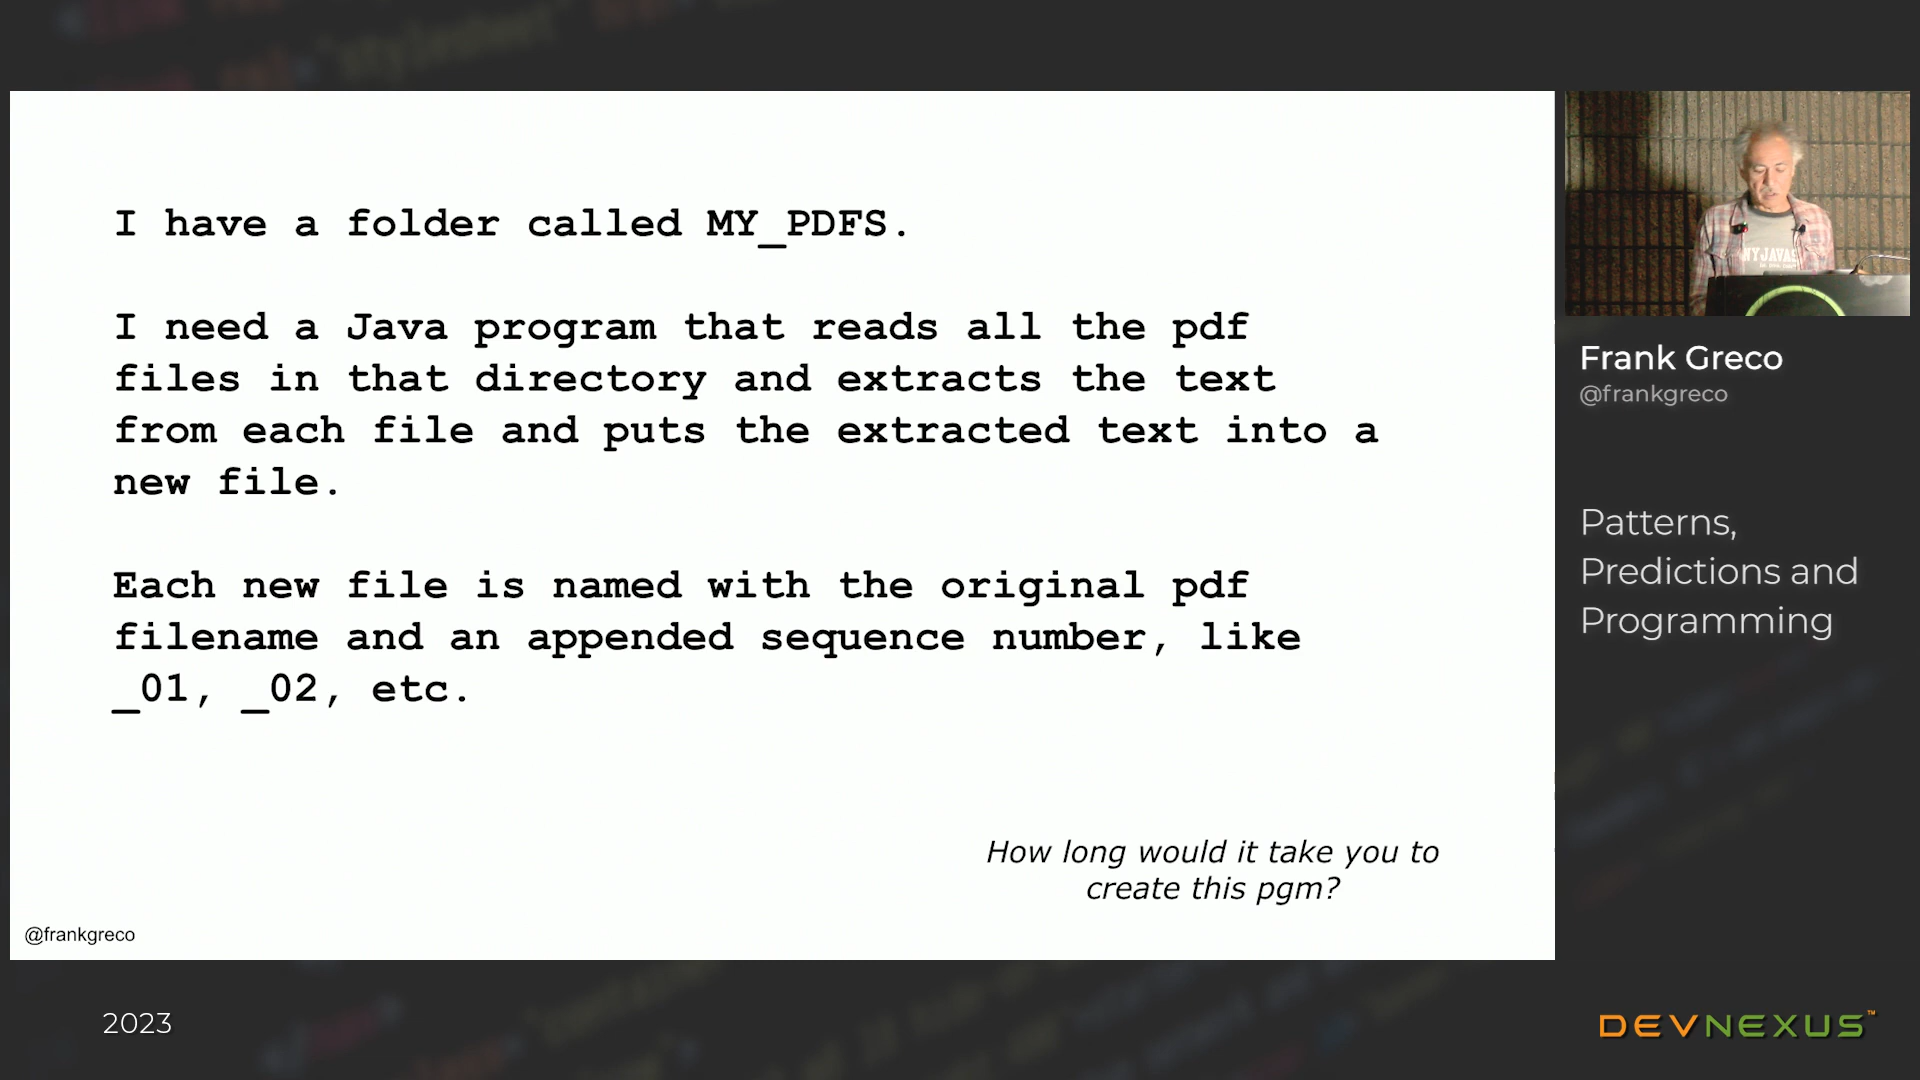 I have a folder called MY_PDFS.
I need a Java program that reads all the pdf
files in that directory and extracts the text
from each file and puts the extracted text into a
new file.
Each new file is named with the original pdf
filename and an appended sequence number, like
_01, _02, etc.
How long would it take you to
create this pgm?
@frankgreco
Frank Greco
@frankgreco
Patterns,
Predictions and
Programming
2023
DEVNEXUS™